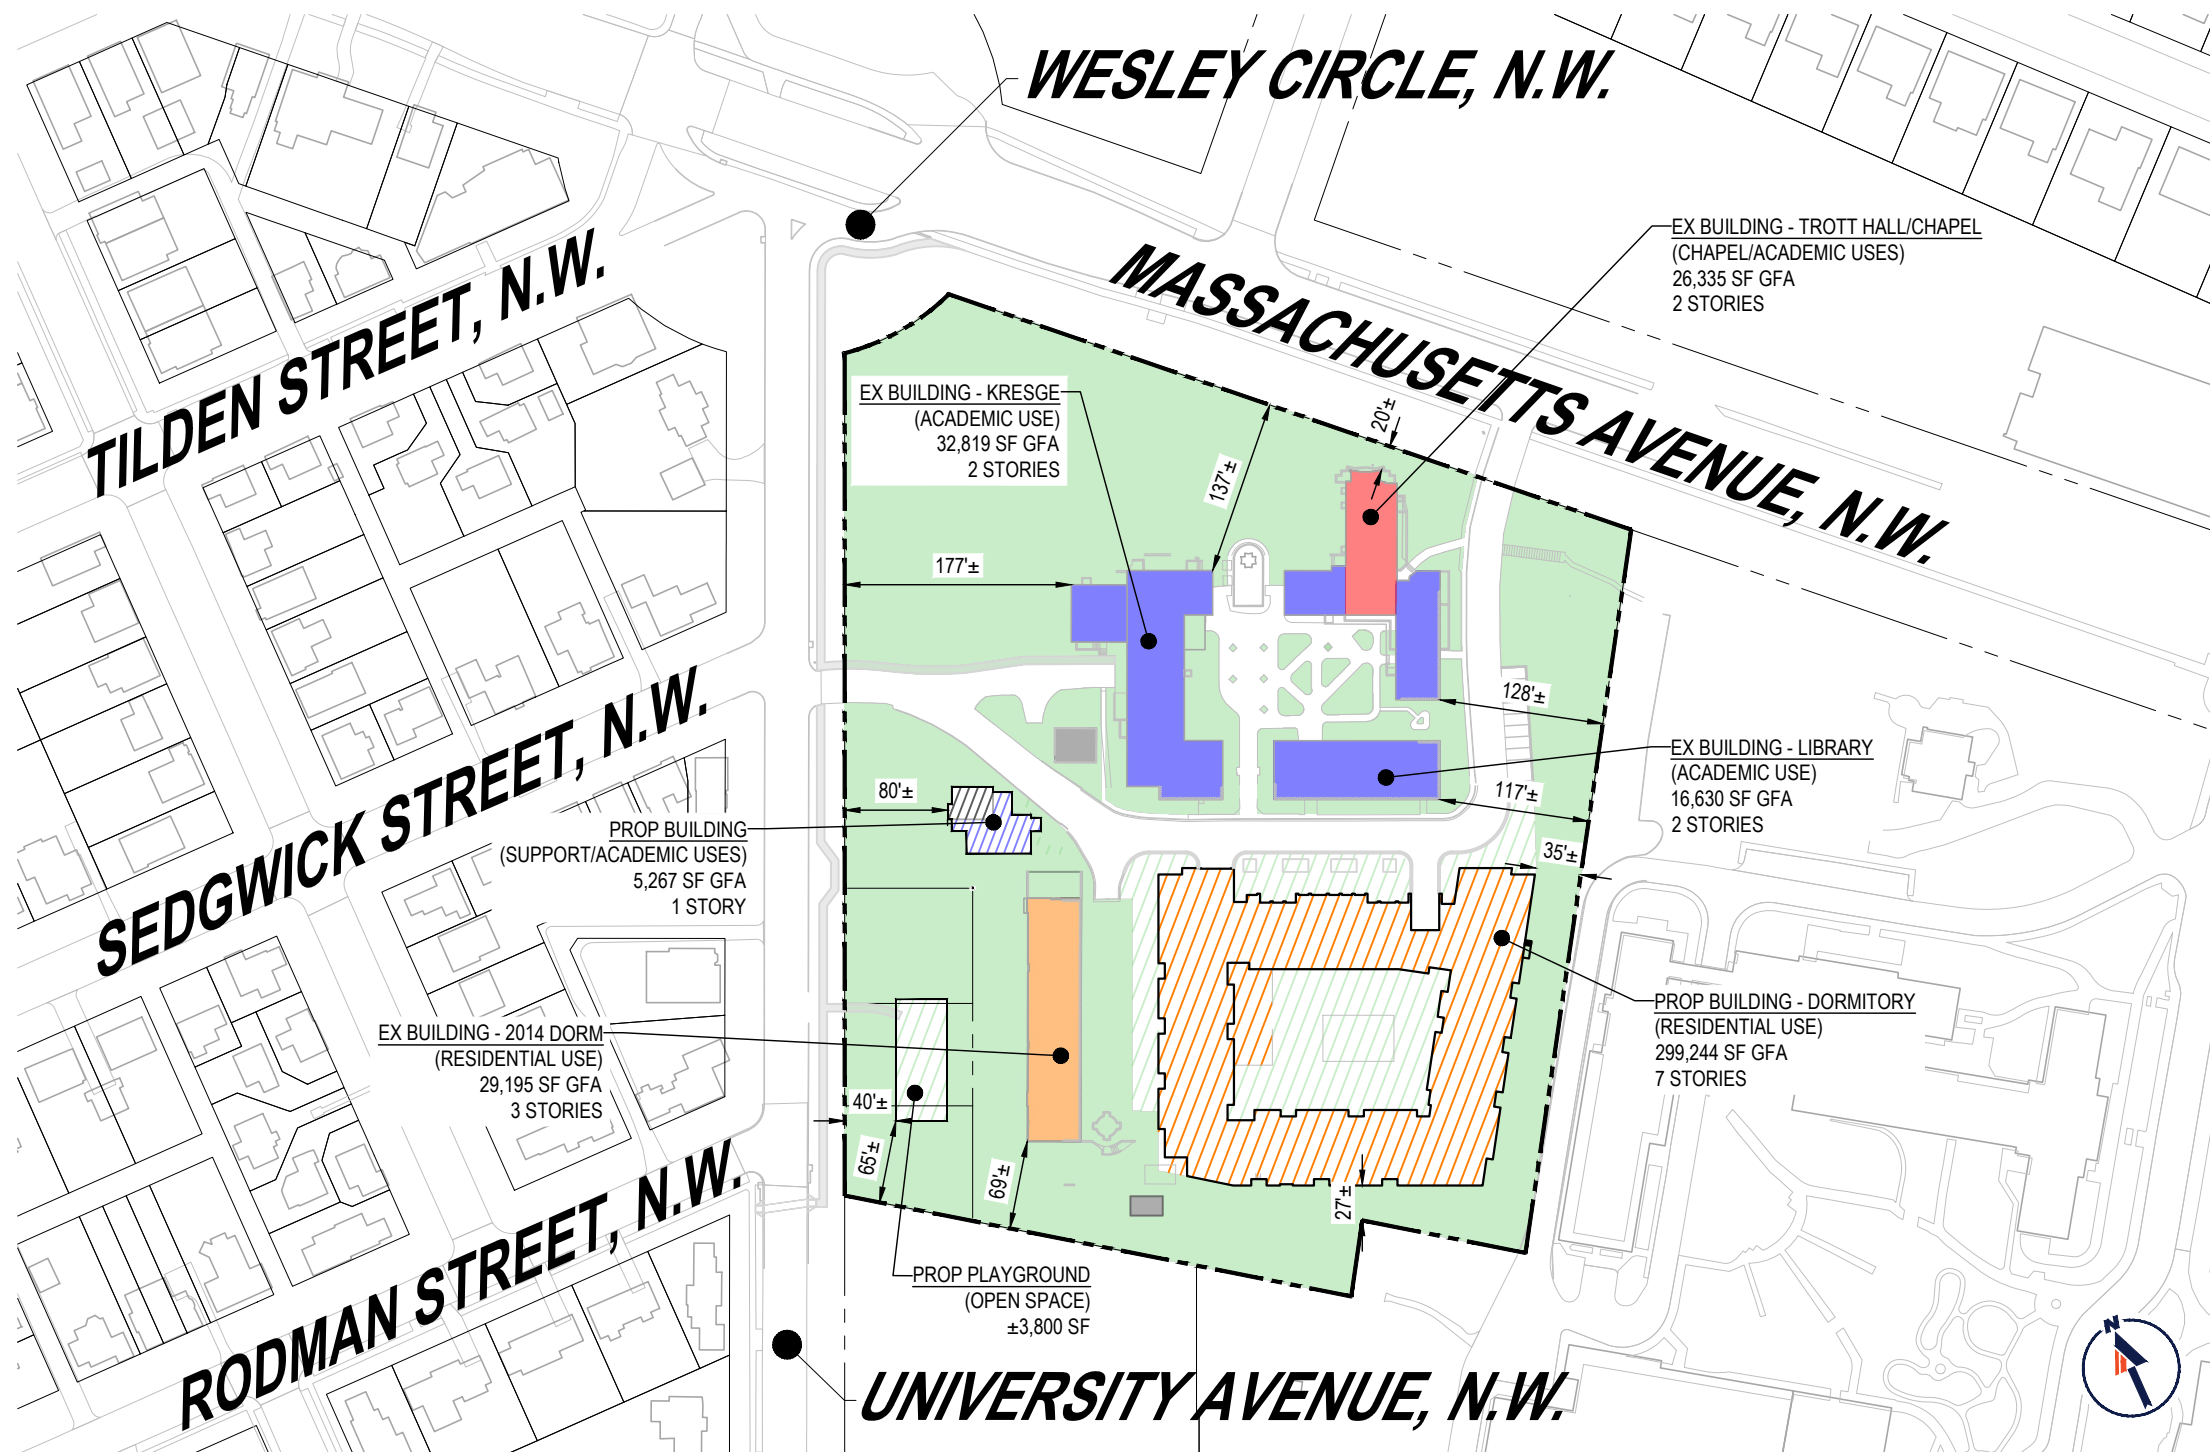 WESLEY CIRCLE, N.W.
MASSACHUSETTS AVENUE, N.W.
TILDEN STREET, N.W.
SEDGWICK STREET, N.W.
RODMAN STREET, N.W.
UNIVERSITY AVENUE, N.W.
EX BUILDING - TROTT HALL/CHAPEL
(CHAPEL/ACADEMIC USES)
26,335 SF GFA
2 STORIES
EX BUILDING - KRESGE
(ACADEMIC USE)
32,819 SF GFA
2 STORIES
20'±
137'±
177'±
128'±
EX BUILDING - LIBRARY
(ACADEMIC USE)
16,630 SF GFA
2 STORIES
117'±
80'±
35'±
PROP BUILDING
(SUPPORT/ACADEMIC USES)
5,267 SF GFA
1 STORY
PROP BUILDING - DORMITORY
(RESIDENTIAL USE)
299,244 SF GFA
7 STORIES
EX BUILDING - 2014 DORM
(RESIDENTIAL USE)
29,195 SF GFA
3 STORIES
40'±
65'±
69'±
27'±
PROP PLAYGROUND
(OPEN SPACE)
±3,800 SF
N